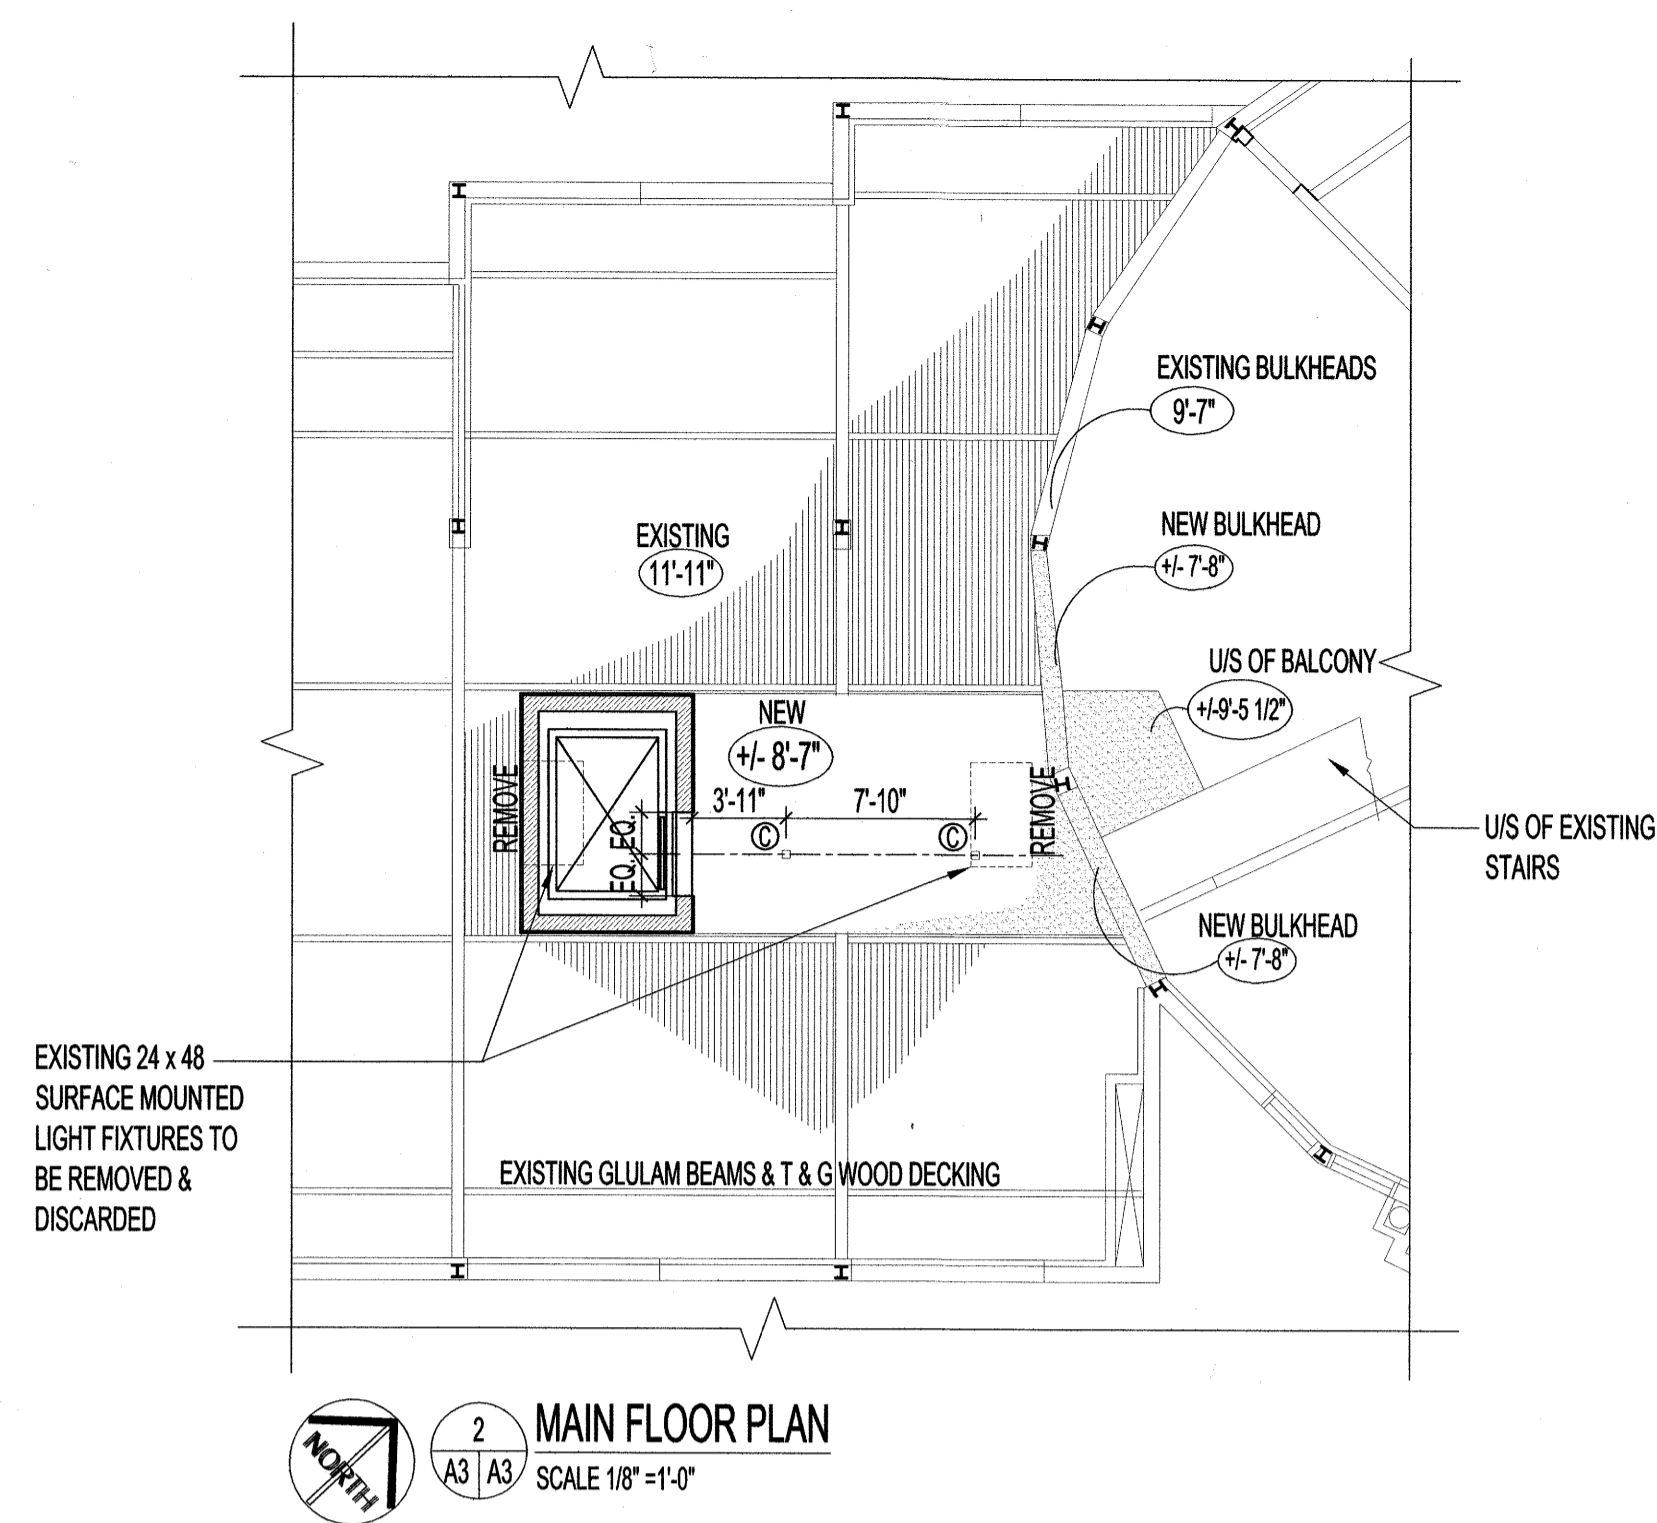 EXISTING BULKHEADS
9'-7"
NEW BULKHEAD
+/- 7'-8"
EXISTING
11'-11"
U/S OF BALCONY
+/-9'-5 1/2"
NEW
+/- 8'-7"
REMOVE
3'-11"
7'-10"
REMOVE
EQ. EQ.
C
C
U/S OF EXISTING
STAIRS
NEW BULKHEAD
+/- 7'-8"
EXISTING 24 x 48
SURFACE MOUNTED
LIGHT FIXTURES TO
BE REMOVED &
DISCARDED
EXISTING GLULAM BEAMS & T & G WOOD DECKING
NORTH
2
A3 A3
MAIN FLOOR PLAN
SCALE 1/8" =1'-0"